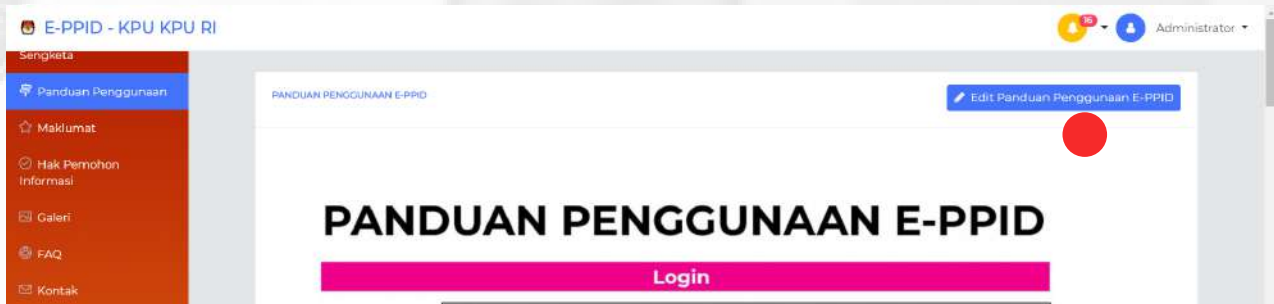 E-PPID - KPU KPU RI
16
Administrator
Sengketa
Panduan Penggunaan
Maklumat
Hak Pemohon
Informasi
Galeri
FAQ
Kontak
PANDUAN PENGGUNAAN E-PPID
Edit Panduan Penggunaan E-PPID
PANDUAN PENGGUNAAN E-PPID
Login